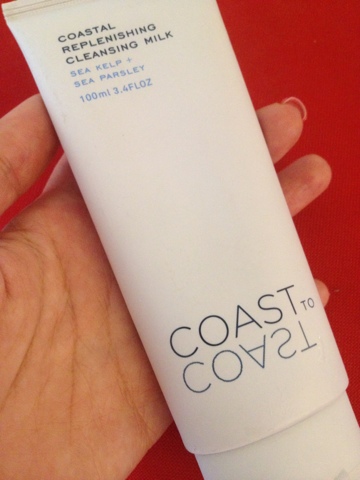 COASTAL
REPLENISHING
CLEANSING MILK
SEA KELP +
SEA PARSLEY
100ml 3.4FLOZ
COAST TO
COAST